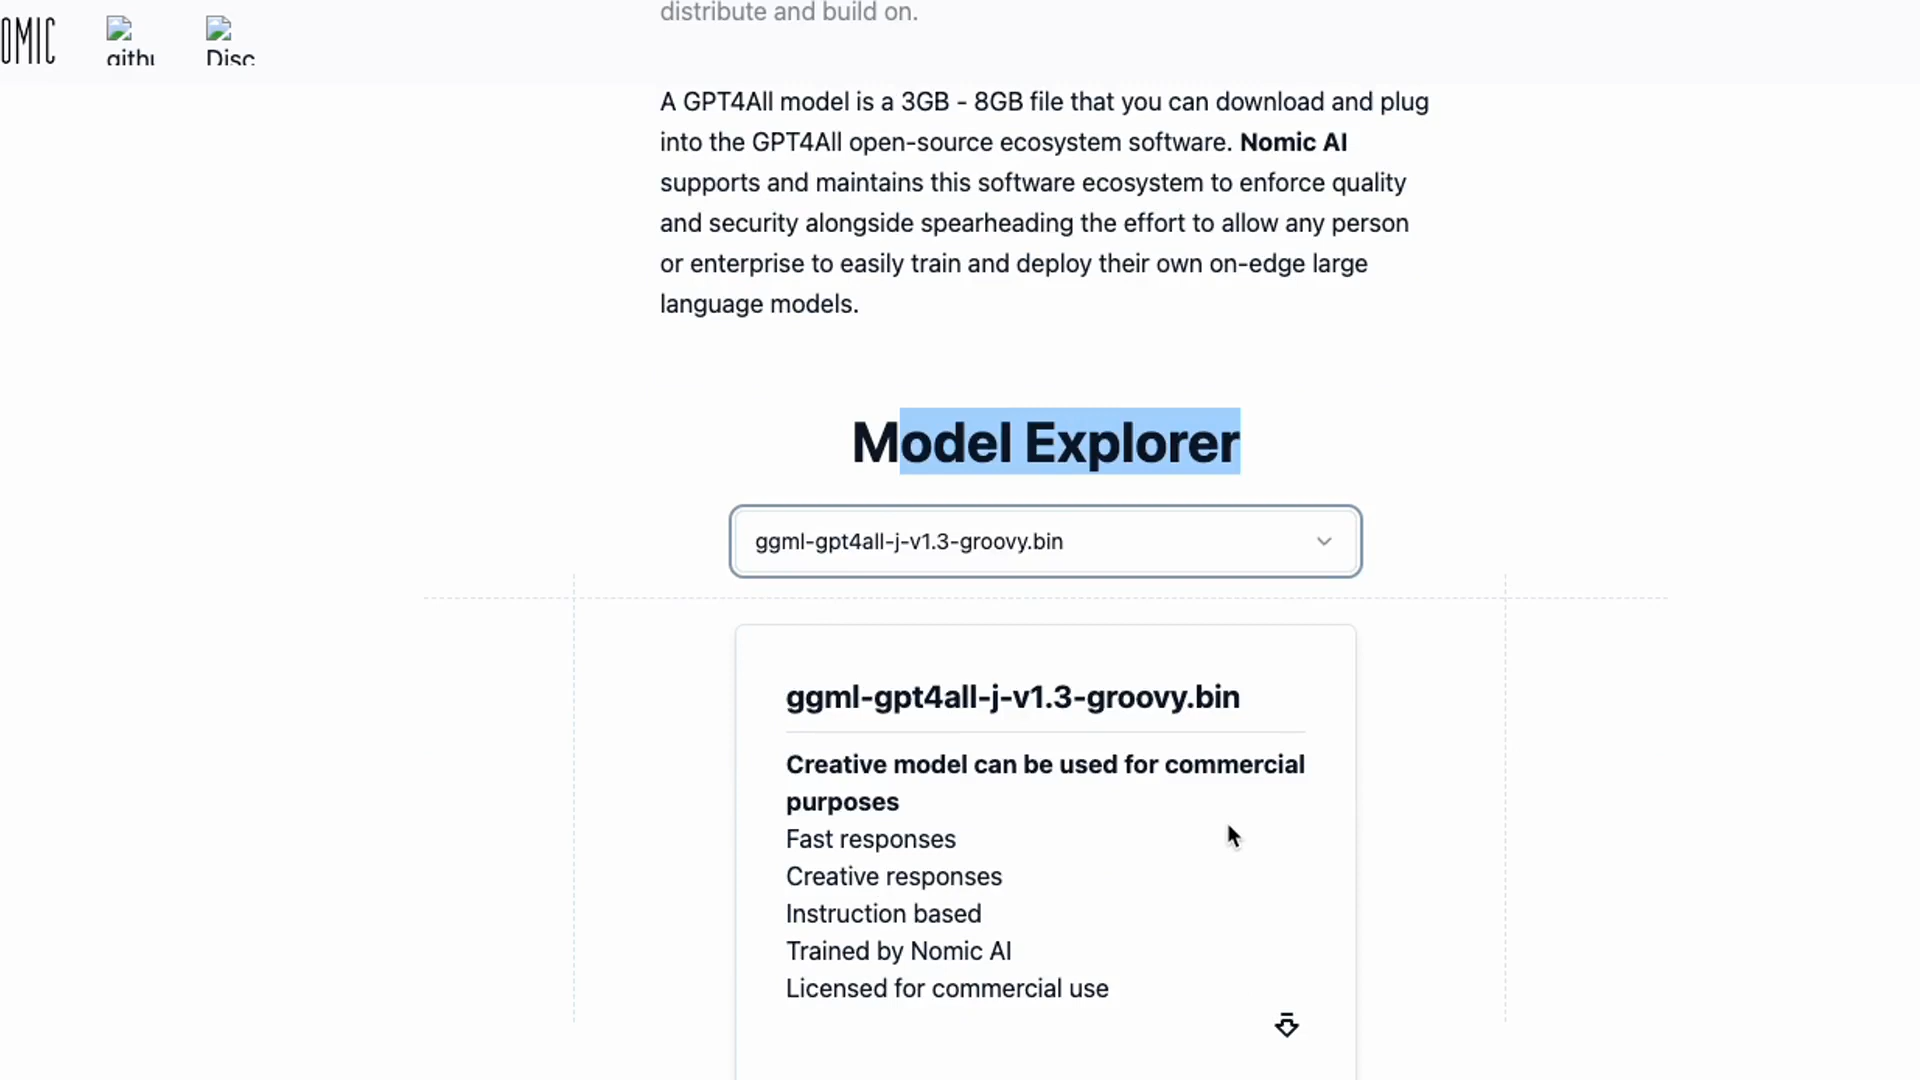 distribute and build on.
OMIC
githu
Disc
A GPT4All model is a 3GB - 8GB file that you can download and plug
into the GPT4All open-source ecosystem software. Nomic AI
supports and maintains this software ecosystem to enforce quality
and security alongside spearheading the effort to allow any person
or enterprise to easily train and deploy their own on-edge large
language models.
Model Explorer
ggml-gpt4all-j-v1.3-groovy.bin
ggml-gpt4all-j-v1.3-groovy.bin
Creative model can be used for commercial
purposes
Fast responses
Creative responses
Instruction based
Trained by Nomic AI
Licensed for commercial use